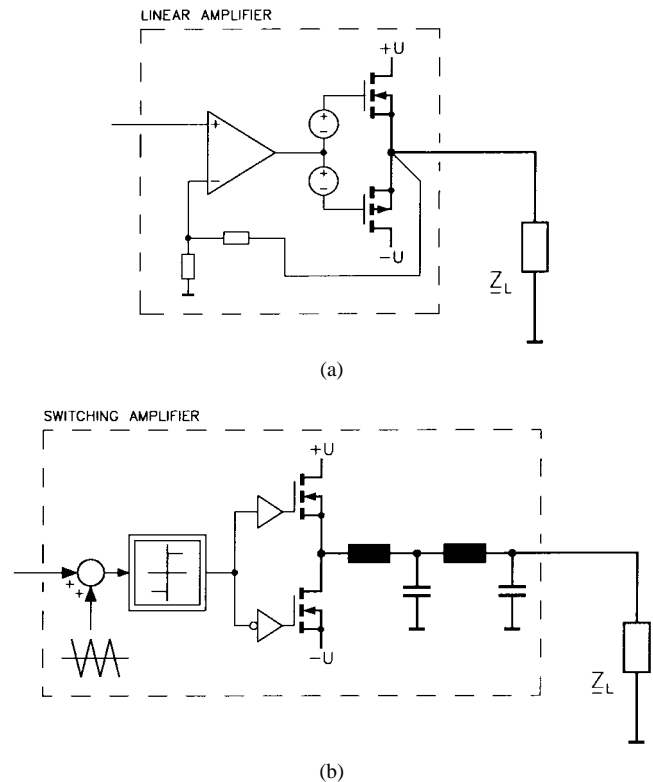 LINEAR AMPLIFIER
+U
+
−
+
−
+
−
−U
Z_L
(a)
SWITCHING AMPLIFIER
+U
+
+
−U
Z_L
(b)